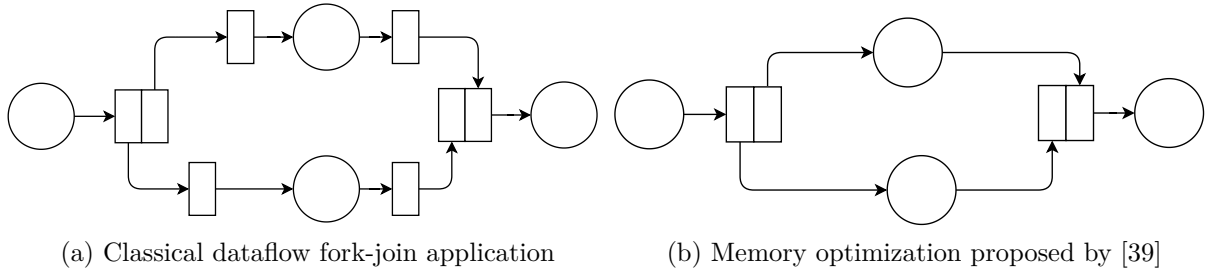 (a) Classical dataflow fork-join application
(b) Memory optimization proposed by [39]